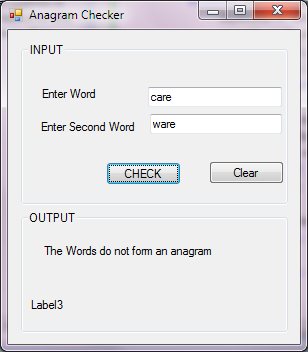 Anagram Checker
INPUT
Enter Word care
Enter Second Word ware
CHECK Clear
OUTPUT
The Words do not form an anagram
Label3